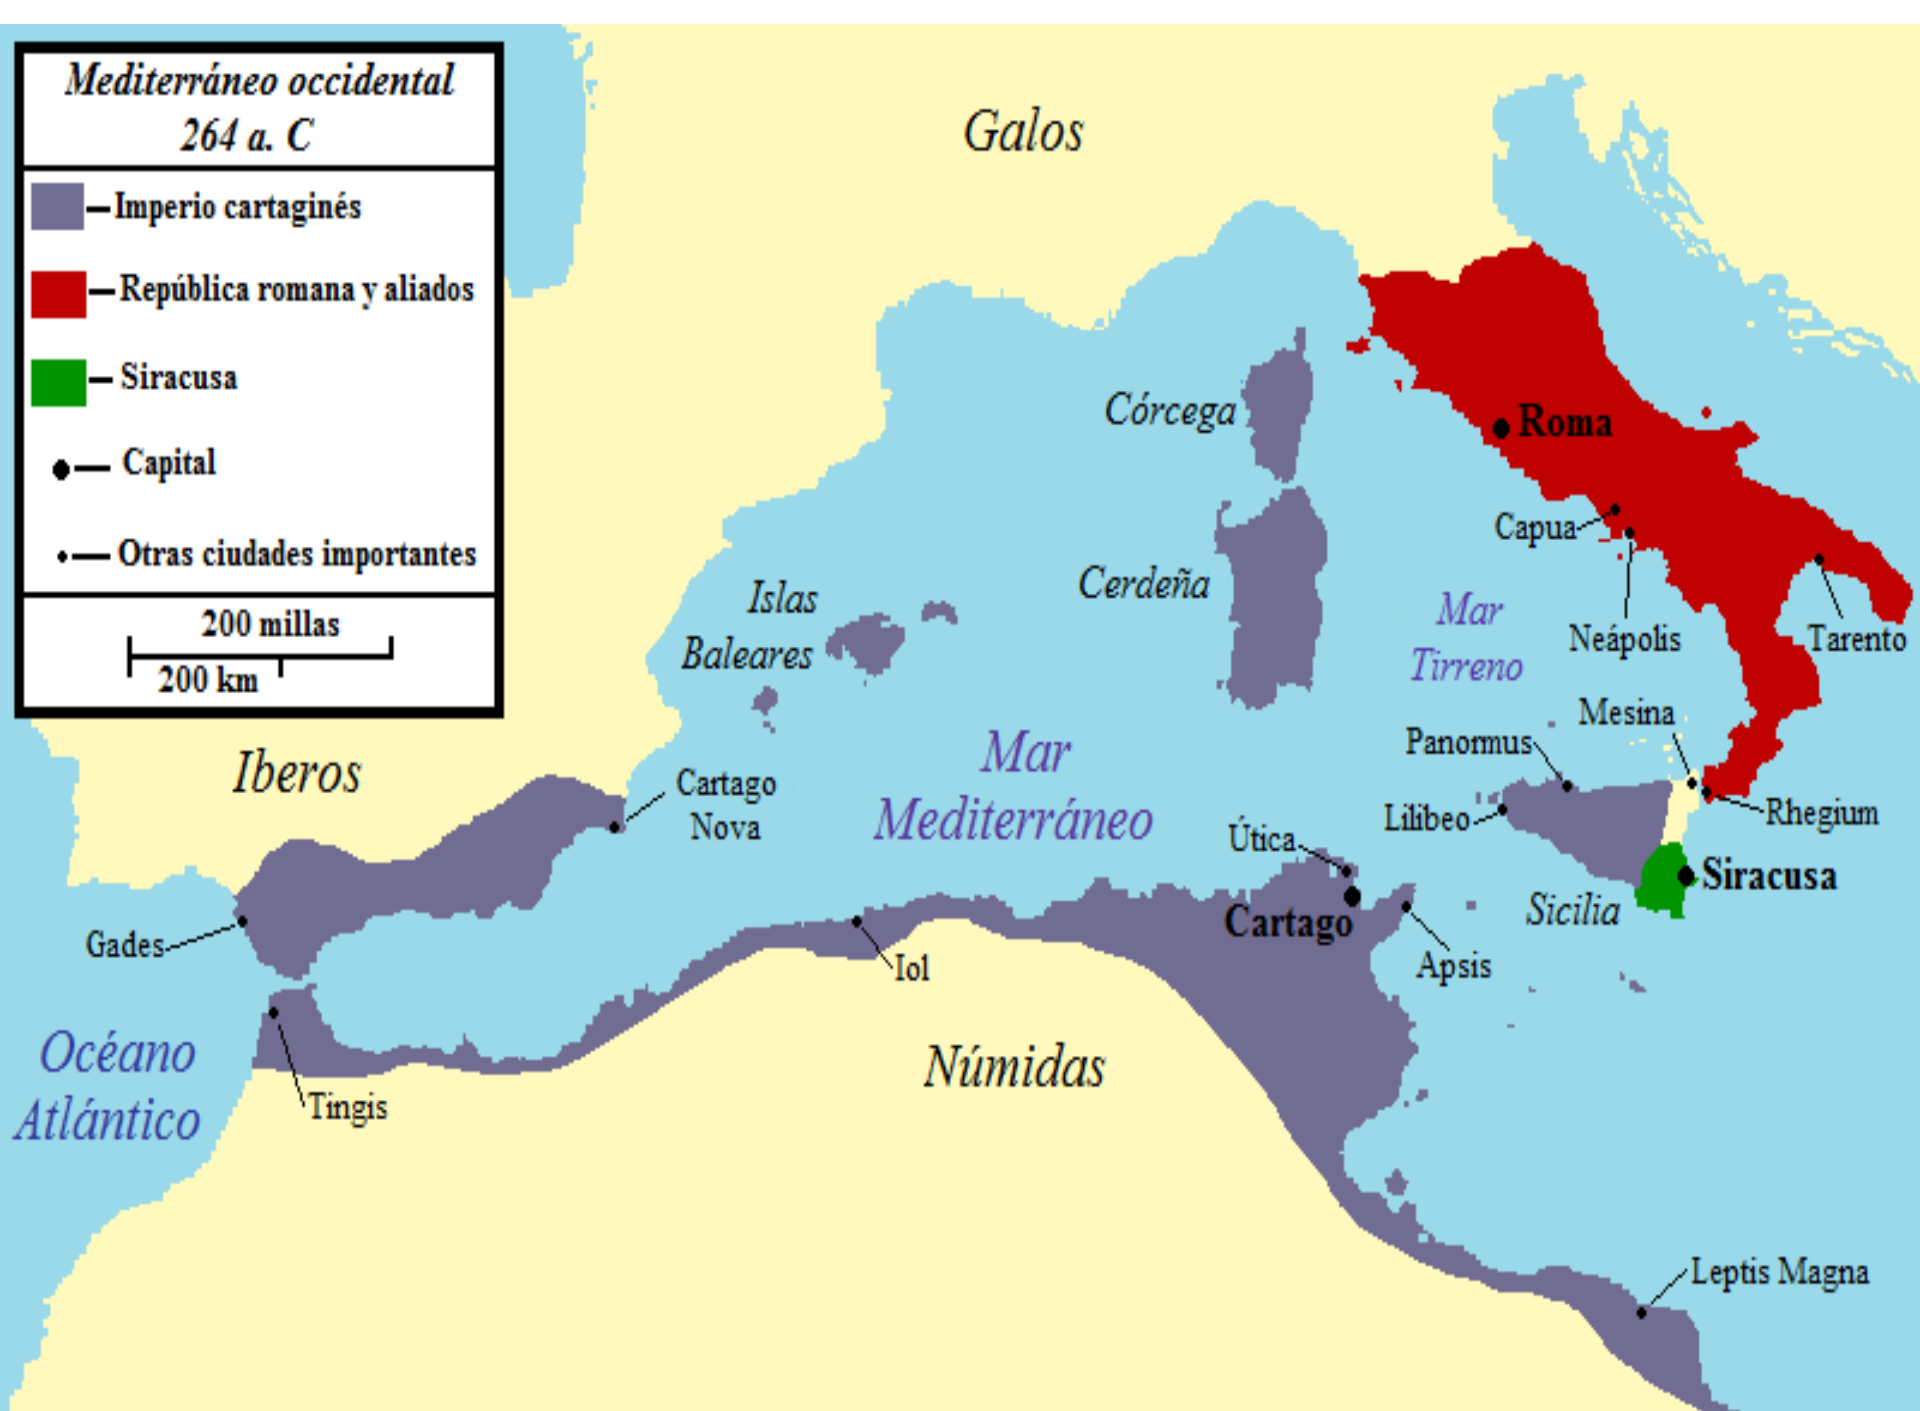 Mediterráneo occidental
264 a. C
Imperio cartaginés
República romana y aliados
Siracusa
Capital
Otras ciudades importantes
200 millas
200 km
Galos
Córcega
Roma
Capua
Cerdeña
Islas
Baleares
Mar
Tirreno
Neápolis
Tarento
Mesina
Panormus
Iberos
Mar
Mediterráneo
Cartago
Nova
Lilibeo
Rhegium
Útica
Siracusa
Sicilia
Cartago
Gades
Iol
Apsis
Océano
Atlántico
Númidas
Tingis
Leptis Magna